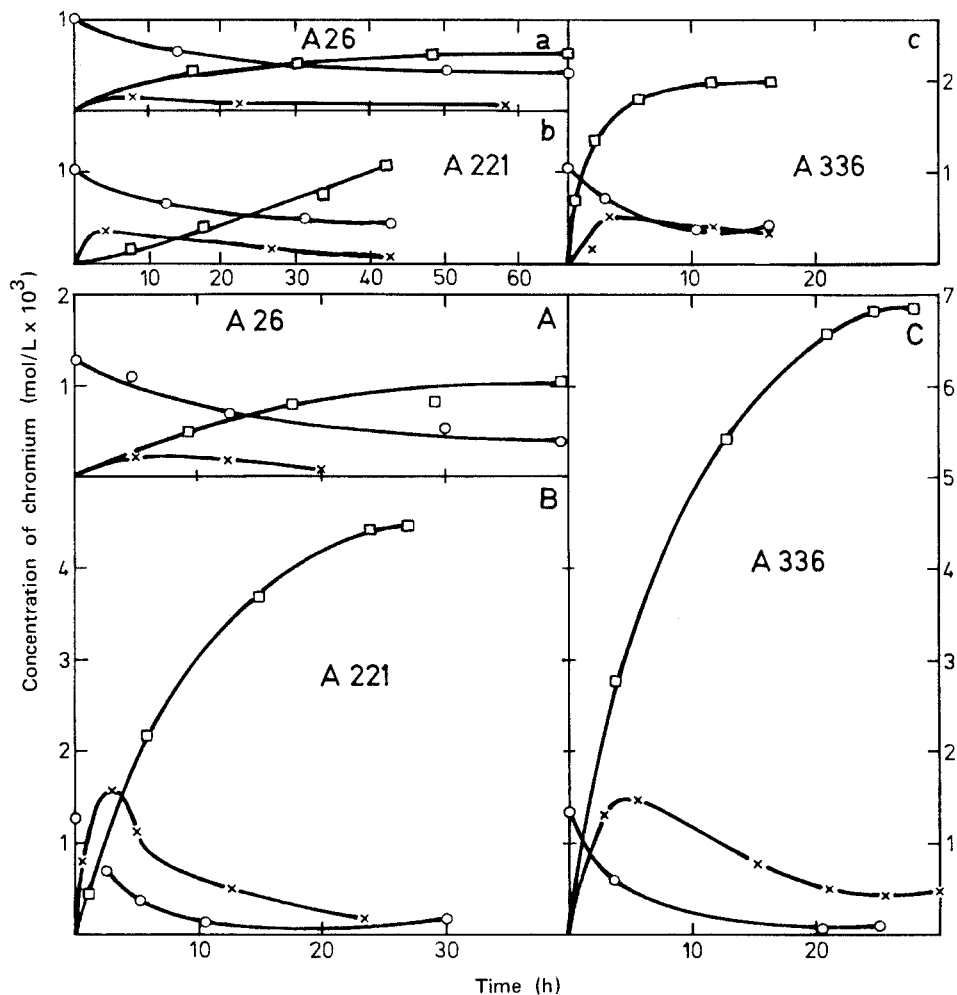 1 A 26 a
c
2
b
1 A 221
A 336 1
10 20 30 40 50 60 10 20
2 A 26 A
7
C
1
6
B
5
4
A 336 4
3
A 221
3
2
2
1
1
10 20 30 10 20
Concentration of chromium (mol/L x 10³)
Time (h)